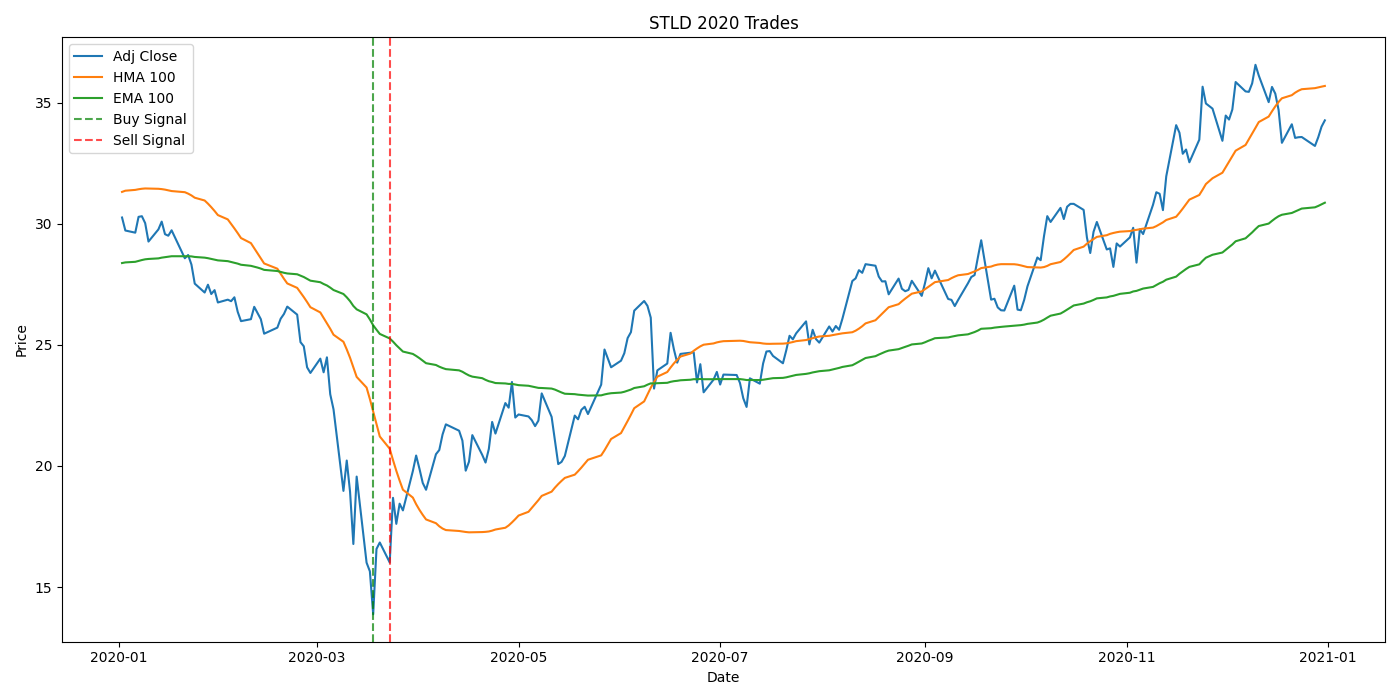 STLD 2020 Trades
Adj Close
HMA 100
EMA 100
Buy Signal
Sell Signal
35
30
25
20
15
Price
2020-01
2020-03
2020-05
2020-07
2020-09
2020-11
2021-01
Date